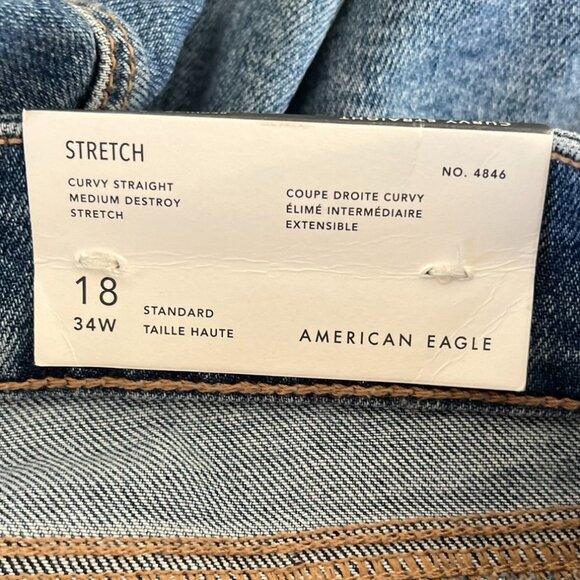 STRETCH
NO. 4846
CURVY STRAIGHT
MEDIUM DESTROY
STRETCH
COUPE DROITE CURVY
ÉLIMÉ INTERMÉDIAIRE
EXTENSIBLE
18
34W
STANDARD
TAILLE HAUTE
AMERICAN EAGLE